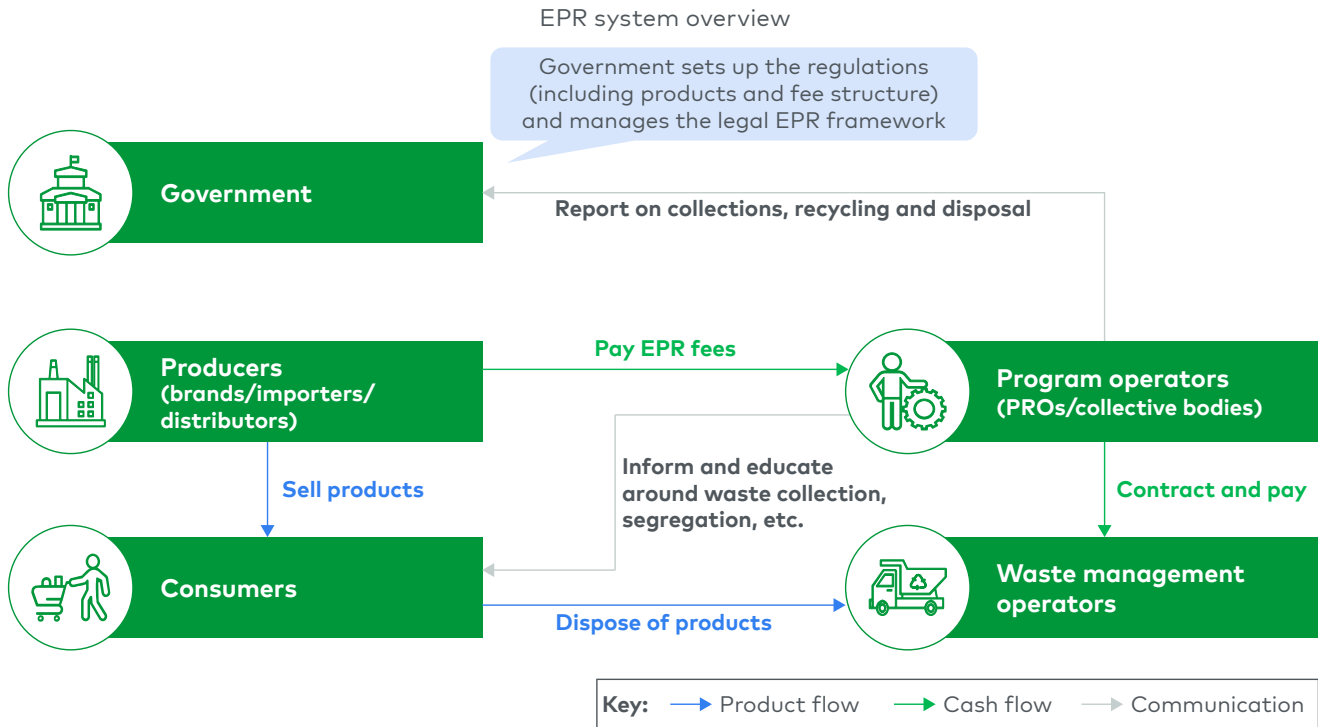 EPR system overview
Government sets up the regulations
(including products and fee structure)
and manages the legal EPR framework
Government
Report on collections, recycling and disposal
Producers
(brands/importers/
distributors)
Pay EPR fees
Program operators
(PROs/collective bodies)
Sell products
Inform and educate
around waste collection,
segregation, etc.
Contract and pay
Consumers
Dispose of products
Waste management
operators
Key: Product flow Cash flow Communication